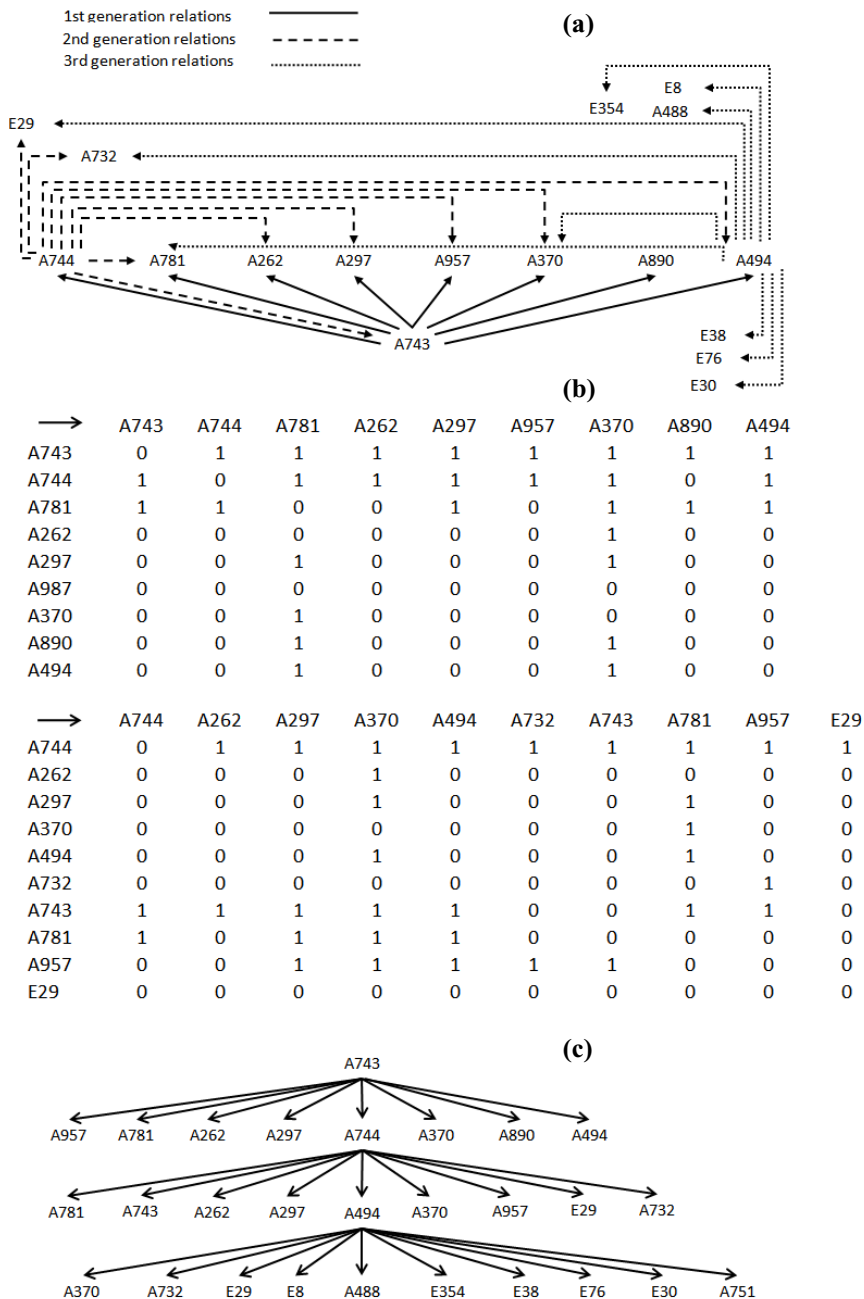 1st generation relations
(a)
2nd generation relations
3rd generation relations
E8
E354 A488
E29
A732
A744 A781 A262 A297 A957 A370 A890 A494
A743
E38
E76
E30
(b)
A743 A744 A781 A262 A297 A957 A370 A890 A494
A743 0 1 1 1 1 1 1 1 1
A744 1 0 1 1 1 1 1 0 1
A781 1 1 0 0 1 0 1 1 1
A262 0 0 0 0 0 0 1 0 0
A297 0 0 1 0 0 0 1 0 0
A987 0 0 0 0 0 0 0 0 0
A370 0 0 1 0 0 0 0 0 0
A890 0 0 1 0 0 0 1 0 0
A494 0 0 1 0 0 0 1 0 0
A744 A262 A297 A370 A494 A732 A743 A781 A957 E29
A744 0 1 1 1 1 1 1 1 1 1
A262 0 0 0 1 0 0 0 0 0 0
A297 0 0 0 1 0 0 0 1 0 0
A370 0 0 0 0 0 0 0 1 0 0
A494 0 0 0 1 0 0 0 1 0 0
A732 0 0 0 0 0 0 0 0 1 0
A743 1 1 1 1 1 0 0 1 1 0
A781 1 0 1 1 1 0 0 0 0 0
A957 0 0 1 1 1 1 1 0 0 0
E29 0 0 0 0 0 0 0 0 0 0
(c)
A743
A957 A781 A262 A297 A744 A370 A890 A494
A781 A743 A262 A297 A494 A370 A957 E29 A732
A370 A732 E29 E8 A488 E354 E38 E76 E30 A751